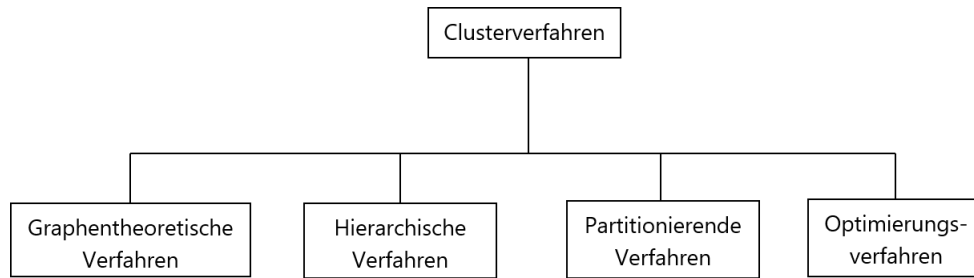 Clusterverfahren
Graphentheoretische
Verfahren
Hierarchische
Verfahren
Partitionierende
Verfahren
Optimierungs-
verfahren